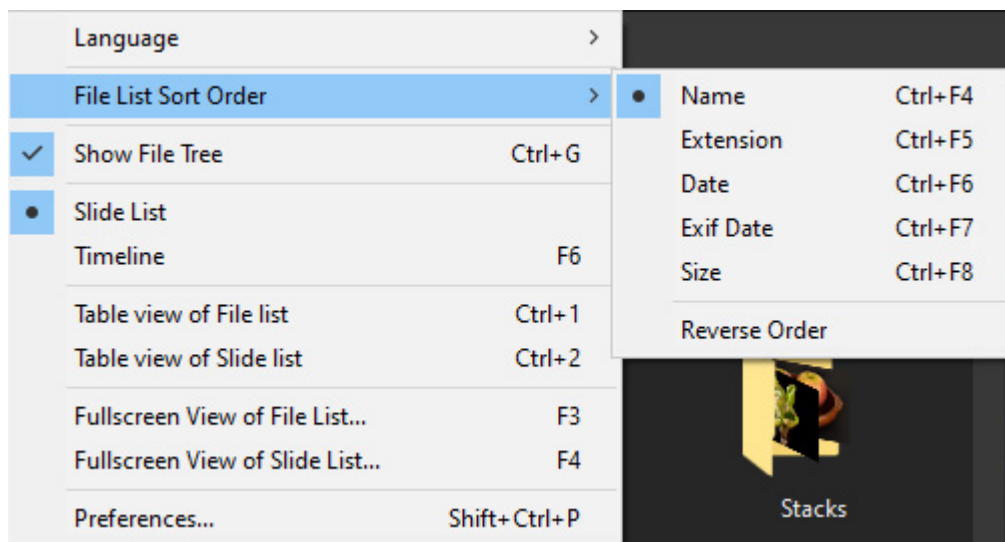 Language
File List Sort Order
Show File Tree Ctrl+G
Slide List
Timeline F6
Table view of File list Ctrl+1
Table view of Slide list Ctrl+2
Fullscreen View of File List... F3
Fullscreen View of Slide List... F4
Preferences... Shift+Ctrl+P
Name Ctrl+F4
Extension Ctrl+F5
Date Ctrl+F6
Exif Date Ctrl+F7
Size Ctrl+F8
Reverse Order
Stacks